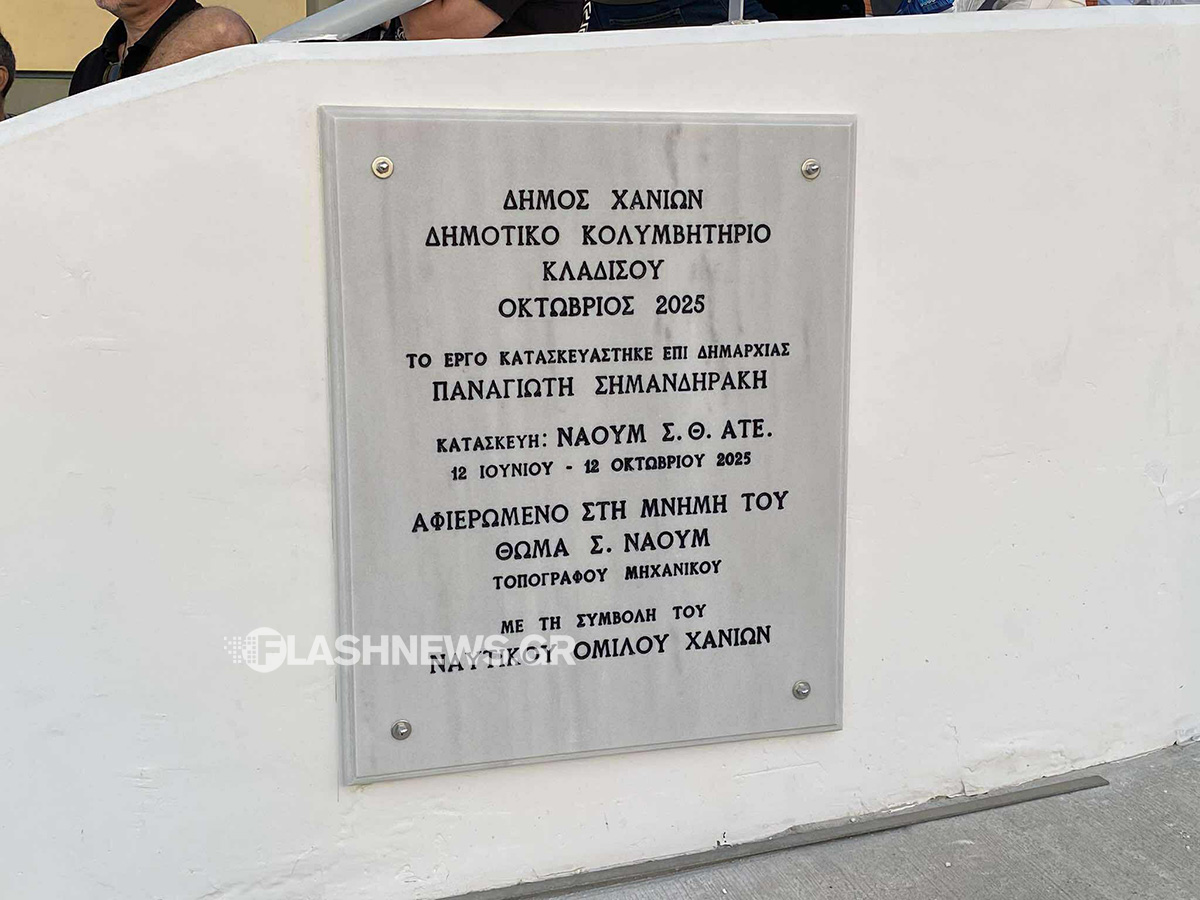 ΔΗΜΟΣ ΧΑΝΙΩΝ
ΔΗΜΟΤΙΚΟ ΚΟΛΥΜΒΗΤΗΡΙΟ
ΚΛΑΔΙΣΟΥ
ΟΚΤΩΒΡΙΟΣ 2025
ΤΟ ΕΡΓΟ ΚΑΤΑΣΚΕΥΑΣΤΗΚΕ ΕΠΙ ΔΗΜΑΡΧΙΑΣ
ΠΑΝΑΓΙΩΤΗ ΣΗΜΑΝΔΗΡΑΚΗ
ΚΑΤΑΣΚΕΥΗ: ΝΑΟΥΜ Σ.Θ. ΑΤΕ.
12 ΙΟΥΝΙΟΥ - 12 ΟΚΤΩΒΡΙΟΥ 2025
ΑΦΙΕΡΩΜΕΝΟ ΣΤΗ ΜΝΗΜΗ ΤΟΥ
ΘΩΜΑ Σ. ΝΑΟΥΜ
ΤΟΠΟΓΡΑΦΟΥ ΜΗΧΑΝΙΚΟΥ
ΜΕ ΤΗ ΣΥΜΒΟΛΗ ΤΟΥ
ΝΑΥΤΙΚΟΥ ΟΜΙΛΟΥ ΧΑΝΙΩΝ
FLASHNEWS.GR